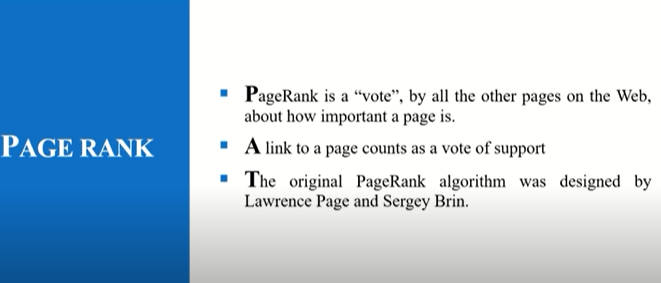 PAGE RANK
PageRank is a “vote”, by all the other pages on the Web,
about how important a page is.
A link to a page counts as a vote of support
The original PageRank algorithm was designed by
Lawrence Page and Sergey Brin.